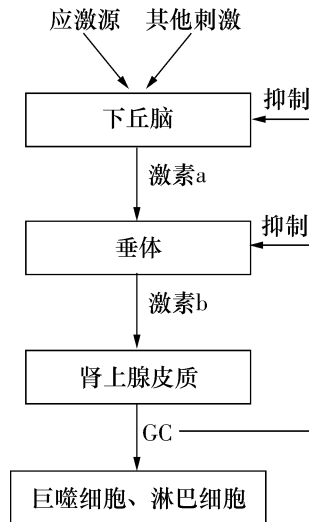 应激源 其他刺激
下丘脑
抑制
激素a
垂体
抑制
激素b
肾上腺皮质
GC
巨噬细胞、淋巴细胞